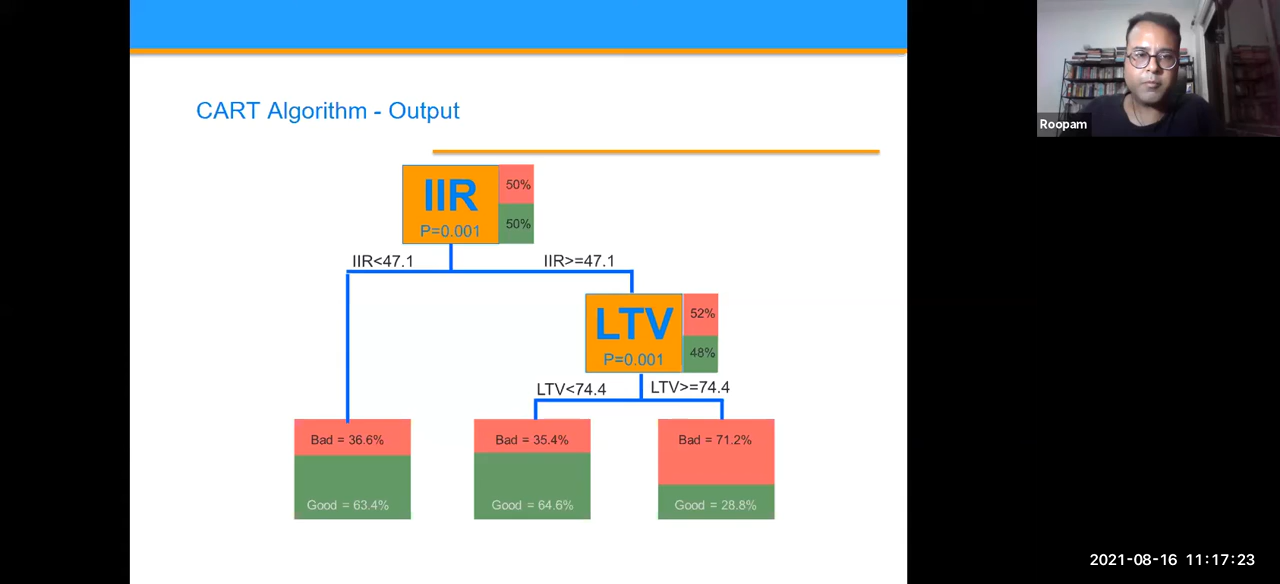 CART Algorithm - Output
IIR
P=0.001
50%
50%
IIR<47.1
IIR>=47.1
LTV
P=0.001
52%
48%
LTV<74.4
LTV>=74.4
Bad = 36.6%
Good = 63.4%
Bad = 35.4%
Good = 64.6%
Bad = 71.2%
Good = 28.8%
Roopam
2021-08-16 11:17:23